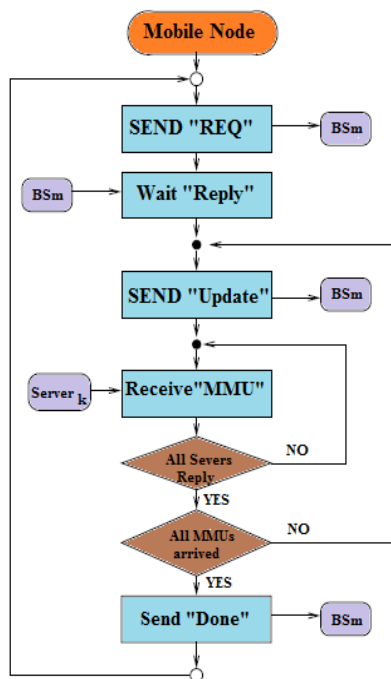 Mobile Node
SEND "REQ"
BSm
BSm
Wait "Reply"
SEND "Update"
BSm
Server k
Receive"MMU"
All Severs
Reply
NO
YES
All MMUs
arrived
NO
YES
Send "Done"
BSm